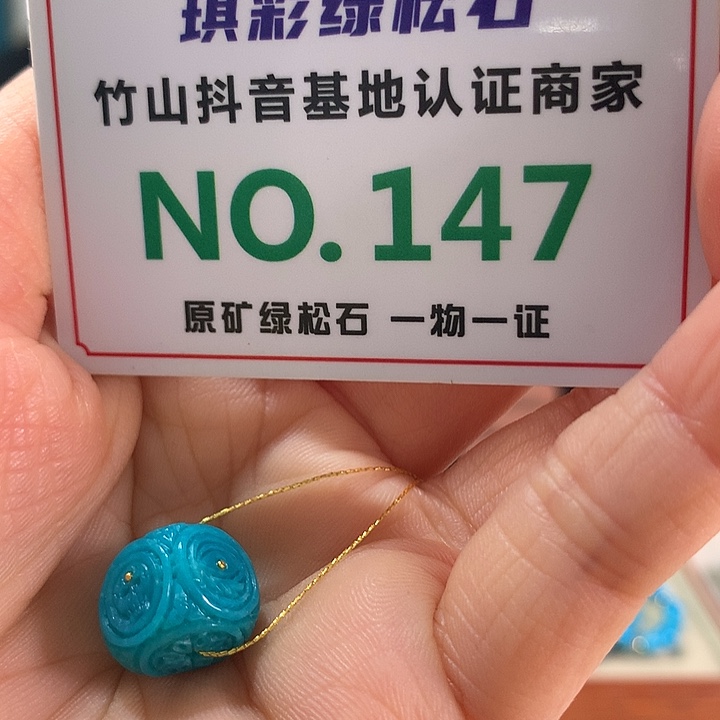 琪彩绿松石
竹山抖音基地认证商家
NO.147
原矿绿松石 一物一证